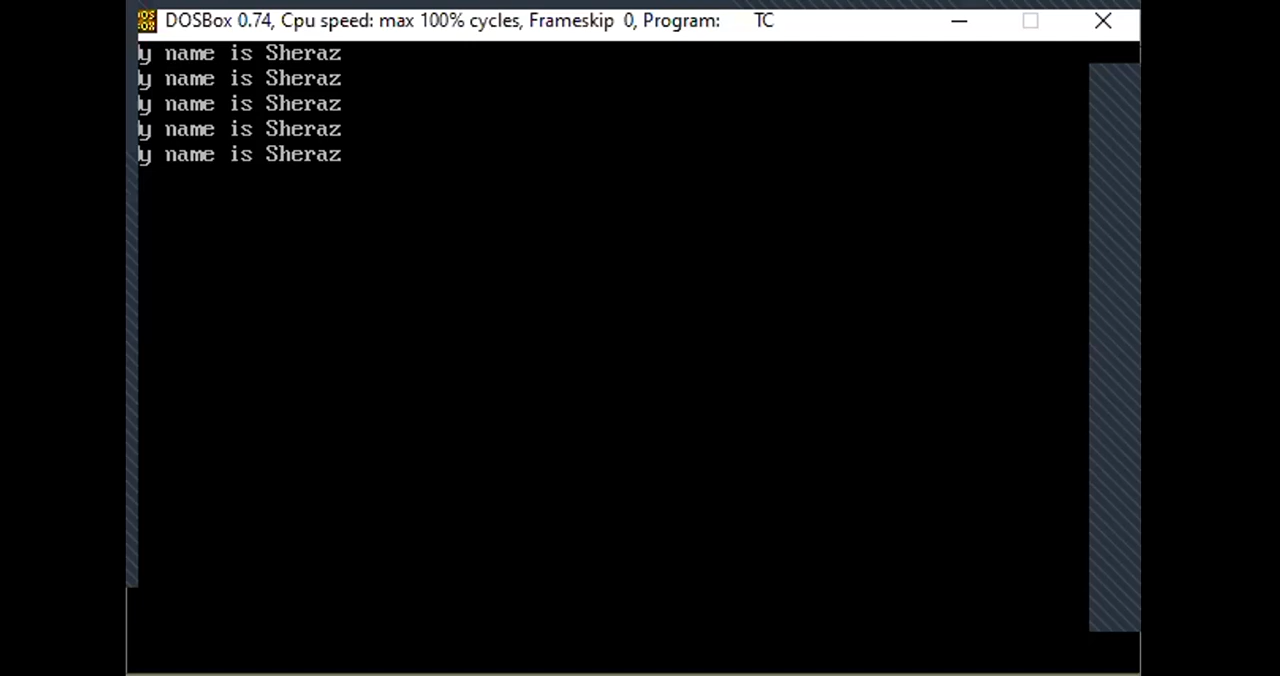 DOSBox 0.74, Cpu speed: max 100% cycles, Frameskip 0, Program: TC
y name is Sheraz
y name is Sheraz
y name is Sheraz
y name is Sheraz
y name is Sheraz